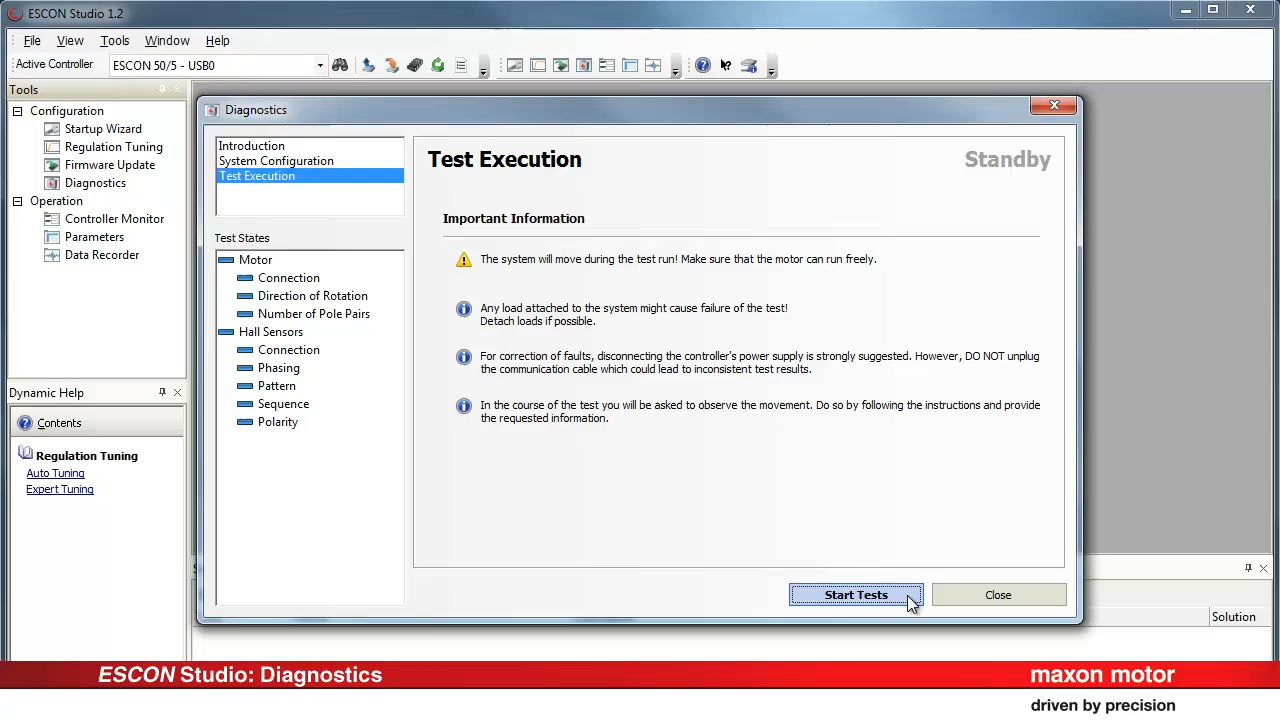 ESCON Studio 1.2
File View Tools Window Help
Active Controller ESCON 50/5 - USB0
Tools
Configuration
Startup Wizard
Regulation Tuning
Firmware Update
Diagnostics
Operation
Controller Monitor
Parameters
Data Recorder
Dynamic Help
Contents
Regulation Tuning
Auto Tuning
Expert Tuning
Diagnostics
Introduction
System Configuration
Test Execution
Test States
Motor
Connection
Direction of Rotation
Number of Pole Pairs
Hall Sensors
Connection
Phasing
Pattern
Sequence
Polarity
Test Execution
Standby
Important Information
The system will move during the test run! Make sure that the motor can run freely.
Any load attached to the system might cause failure of the test!
Detach loads if possible.
For correction of faults, disconnecting the controller's power supply is strongly suggested. However, DO NOT unplug
the communication cable which could lead to inconsistent test results.
In the course of the test you will be asked to observe the movement. Do so by following the instructions and provide
the requested information.
Start Tests Close
Solution
ESCON Studio: Diagnostics
maxon motor
driven by precision